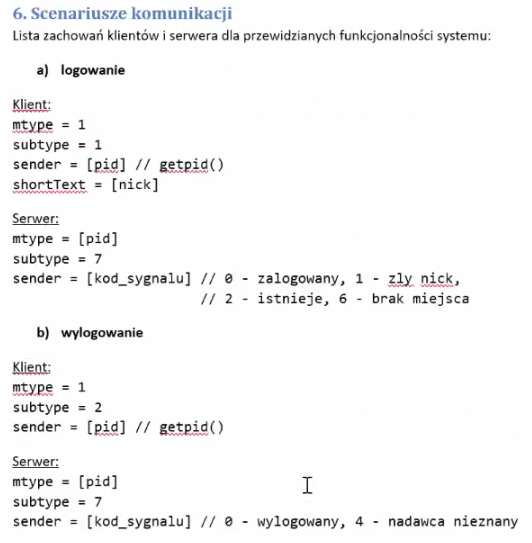 6. Scenariusze komunikacji
Lista zachowań klientów i serwera dla przewidzianych funkcjonalności systemu:
a) logowanie
Klient:
mtype = 1
subtype = 1
sender = [pid] // getpid()
shortText = [nick]
Serwer:
mtype = [pid]
subtype = 7
sender = [kod_sygnalu] // 0 - zalogowany, 1 - zly nick,
// 2 - istnieje, 6 - brak miejsca
b) wylogowanie
Klient:
mtype = 1
subtype = 2
sender = [pid] // getpid()
Serwer:
mtype = [pid]
subtype = 7
sender = [kod_sygnalu] // 0 - wylogowany, 4 - nadawca nieznany